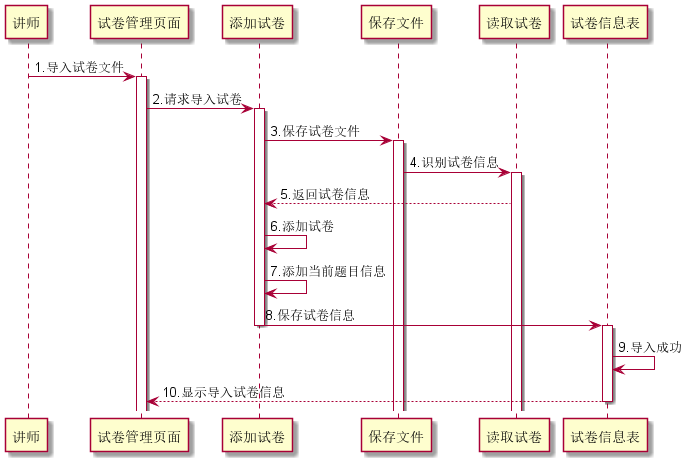 讲师
试卷管理页面
添加试卷
保存文件
读取试卷
试卷信息表
1.导入试卷文件
2.请求导入试卷
3.保存试卷文件
4.识别试卷信息
5.返回试卷信息
6.添加试卷
7.添加当前题目信息
8.保存试卷信息
9.导入成功
10.显示导入试卷信息
讲师
试卷管理页面
添加试卷
保存文件
读取试卷
试卷信息表